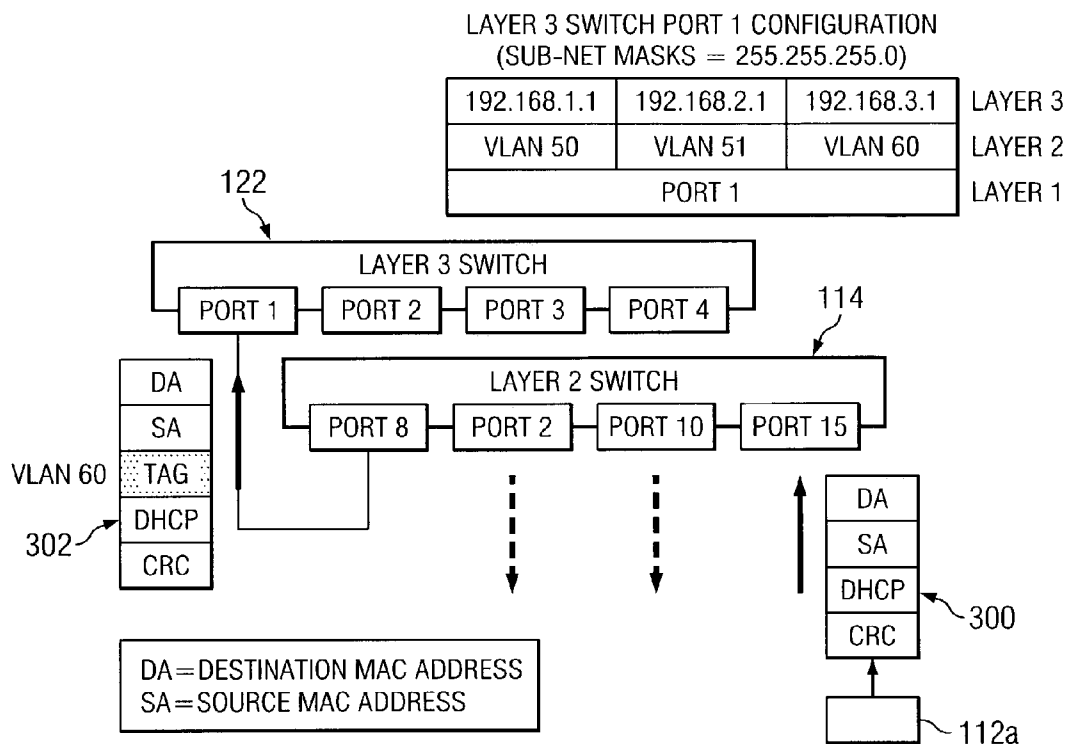 LAYER 3 SWITCH PORT 1 CONFIGURATION
(SUB-NET MASKS = 255.255.255.0)
192.168.1.1 192.168.2.1 192.168.3.1 LAYER 3
VLAN 50 VLAN 51 VLAN 60 LAYER 2
PORT 1 LAYER 1
122
LAYER 3 SWITCH
PORT 1 PORT 2 PORT 3 PORT 4
114
LAYER 2 SWITCH
PORT 8 PORT 2 PORT 10 PORT 15
DA
SA
VLAN 60 TAG
DHCP
302
CRC
DA
SA
DHCP
300
CRC
112a
DA=DESTINATION MAC ADDRESS
SA=SOURCE MAC ADDRESS